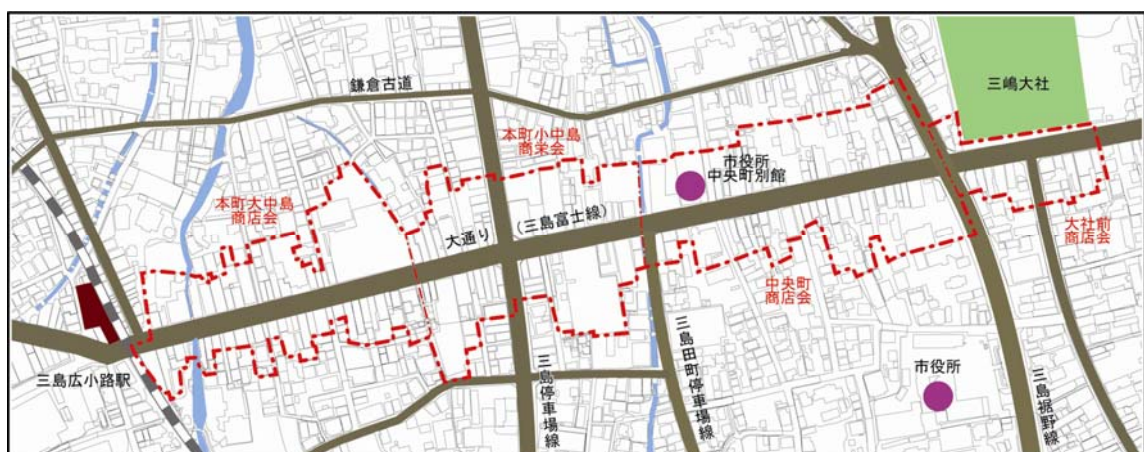 三嶋大社
鎌倉古道
本町小中島
商栄会
市役所
中央町別館
本町大中島
商店会
大通り
(三島富士線)
大社前
商店会
中央町
商店会
三島広小路駅
三島停車場線
三島田町停車場線
市役所
三島裾野線